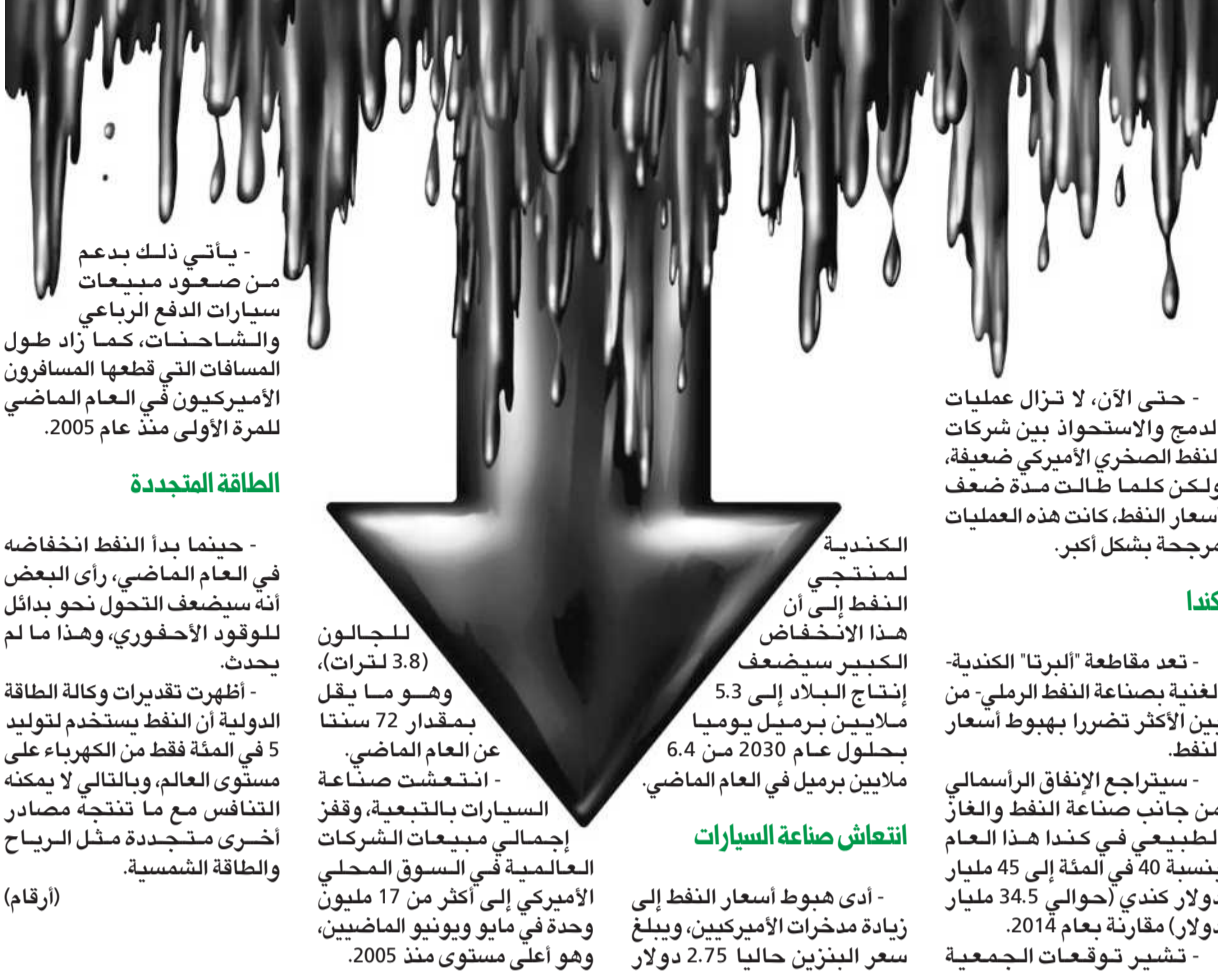 - حتى الآن، لا تزال عمليات
الدمج والاستحواذ بين شركات
النفط الصخري الأميركي ضعيفة،
ولكن كلما طالت مدة ضعف
أسعار النفط، كانت هذه العمليات
مرجحة بشكل أكبر.
كندا
- تعد مقاطعة "ألبرتا" الكندية-
الغنية بصناعة النفط الرملي- من
بين الأكثر تضررا بهبوط أسعار
النفط.
- سيتراجع الإنفاق الرأسمالي
من جانب صناعة النفط والغاز
الطبيعي في كندا هذا العام
بنسبة 40 في المئة إلى 45 مليار
دولار كندي (حوالي 34.5 مليار
دولار) مقارنة بعام 2014.
- تشير توقعات الجمعية
الكندية
لمنتجي
النفط إلى أن
هذا الانخفاض
الكبير سيضعف
إنتاج البلاد إلى 5.3
ملايين برميل يوميا
بحلول عام 2030 من 6.4
ملايين برميل في العام الماضي.
انتعاش صناعة السيارات
- أدى هبوط أسعار النفط إلى
زيادة مدخرات الأميركيين، ويبلغ
سعر البنزين حاليا 2.75 دولار
للجالون
(3.8 لترات)،
وهو ما يقل
بمقدار 72 سنتا
عن العام الماضي.
- انتعشت صناعة
السيارات بالتبعية، وقفز
إجمالي مبيعات الشركات
العالمية في السوق المحلي
الأميركي إلى أكثر من 17 مليون
وحدة في مايو ويونيو الماضيين،
وهو أعلى مستوى منذ 2005.
- يأتي ذلك بدعم
من صعود مبيعات
سيارات الدفع الرباعي
والشاحنات، كما زاد طول
المسافات التي قطعها المسافرون
الأميركيون في العام الماضي
للمرة الأولى منذ عام 2005.
الطاقة المتجددة
- حينما بدأ النفط انخفاضه
في العام الماضي، رأى البعض
أنه سيضعف التحول نحو بدائل
للوقود الأحفوري، وهذا ما لم
يحدث.
- أظهرت تقديرات وكالة الطاقة
الدولية أن النفط يستخدم لتوليد
5 في المئة فقط من الكهرباء على
مستوى العالم، وبالتالي لا يمكنه
التنافس مع ما تنتجه مصادر
أخرى متجددة مثل الرياح
والطاقة الشمسية.
(أرقام)